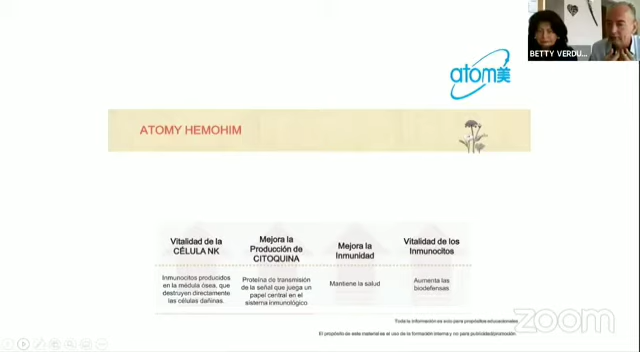 BETTY VERDU...
atom美
ATOMY HEMOHIM
Vitalidad de la
CÉLULA NK
Inmunocitos producidos
en la médula ósea, que
destruyen directamente
las células dañinas.
Mejora la
Producción de
CITOQUINA
Proteína de transmisión
de la señal que juega un
papel central en el
sistema inmunológico
Mejora la
Inmunidad
Mantiene la salud
Vitalidad de los
Inmunocitos
Aumenta las
biodefensas
Toda la información es solo para propósitos educacionales
El propósito de este material es el uso de la formación interna y no para publicidad/promoción.
zoom